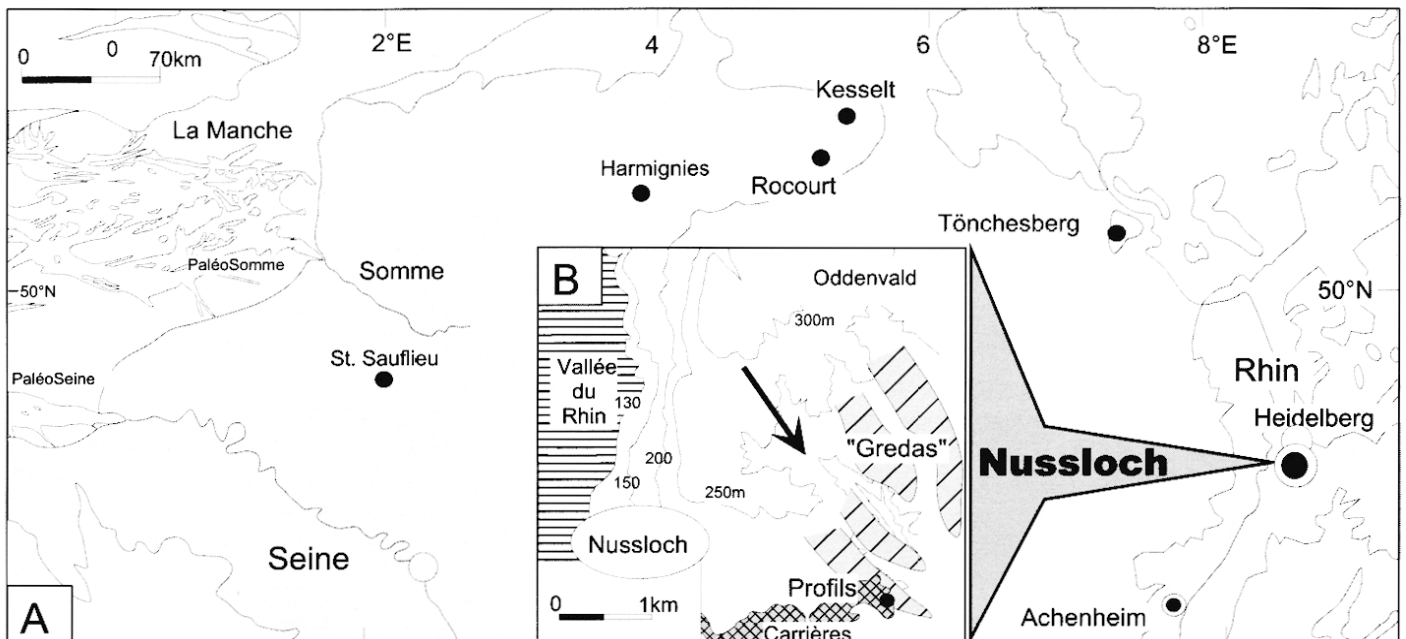 2°E
4
6
8°E
0
0
70km
Kesselt
La Manche
Harmignies
Rocourt
Tönchesberg
PaléoSomme
Somme
50°N
50°N
B
Oddenvald
300m
St. Sauflieu
PaléoSeine
Vallée
du
Rhin
130
Rhin
Heidelberg
"Gredas"
Nussloch
200
150
250m
Nussloch
Seine
Profils
0
1km
Carrières
Achenheim
A